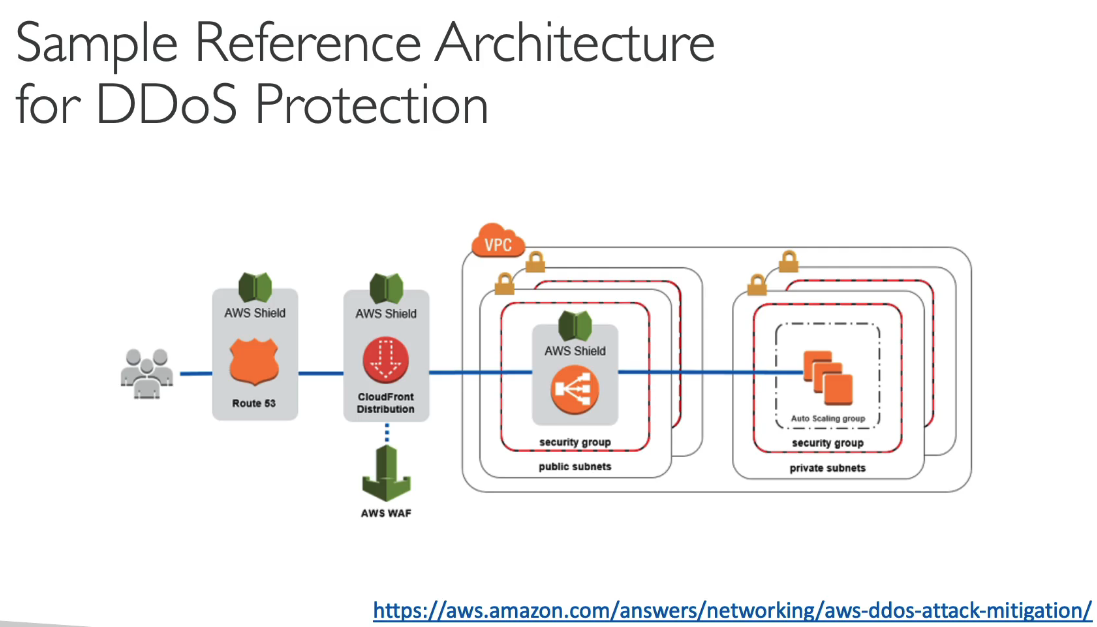 Sample Reference Architecture
for DDoS Protection
VPC
AWS Shield
Route 53
AWS Shield
CloudFront
Distribution
AWS WAF
AWS Shield
security group
public subnets
Auto Scaling group
security group
private subnets
https://aws.amazon.com/answers/networking/aws-ddos-attack-mitigation/